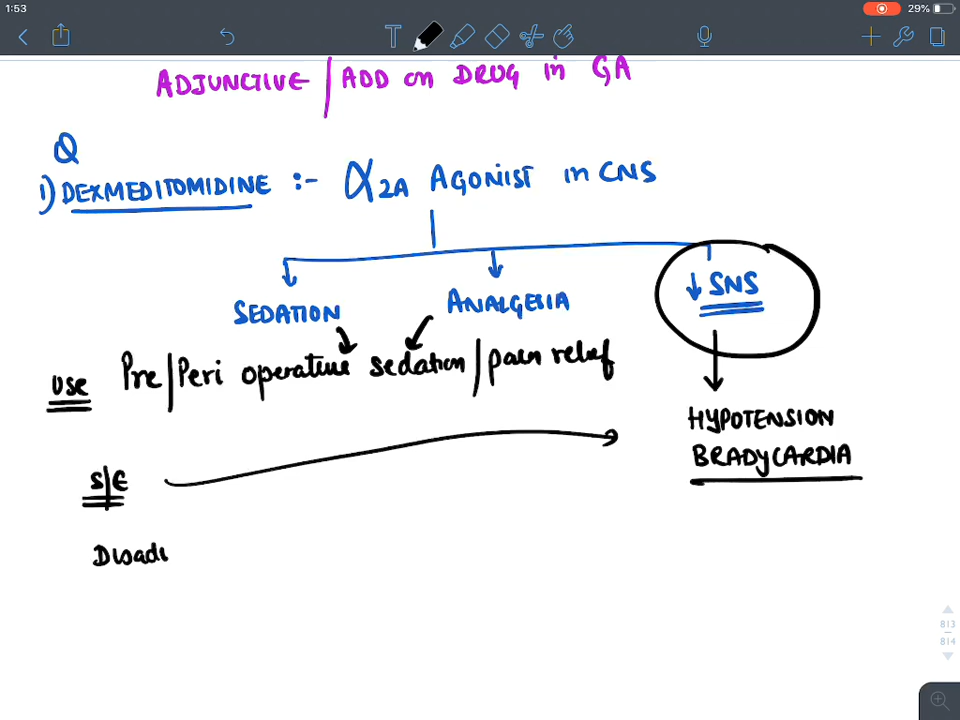 1:53
29%
T
ADJUNCTIVE / ADD on DRUG in GA
Q
1) DEXMEDITOMIDINE :- α2A AGONIST in CNS
SEDATION ANALGESIA ↓ SNS
USE Pre/Peri operative sedation/pain relief
HYPOTENSION
BRADYCARDIA
S/E
Disadv
813
814